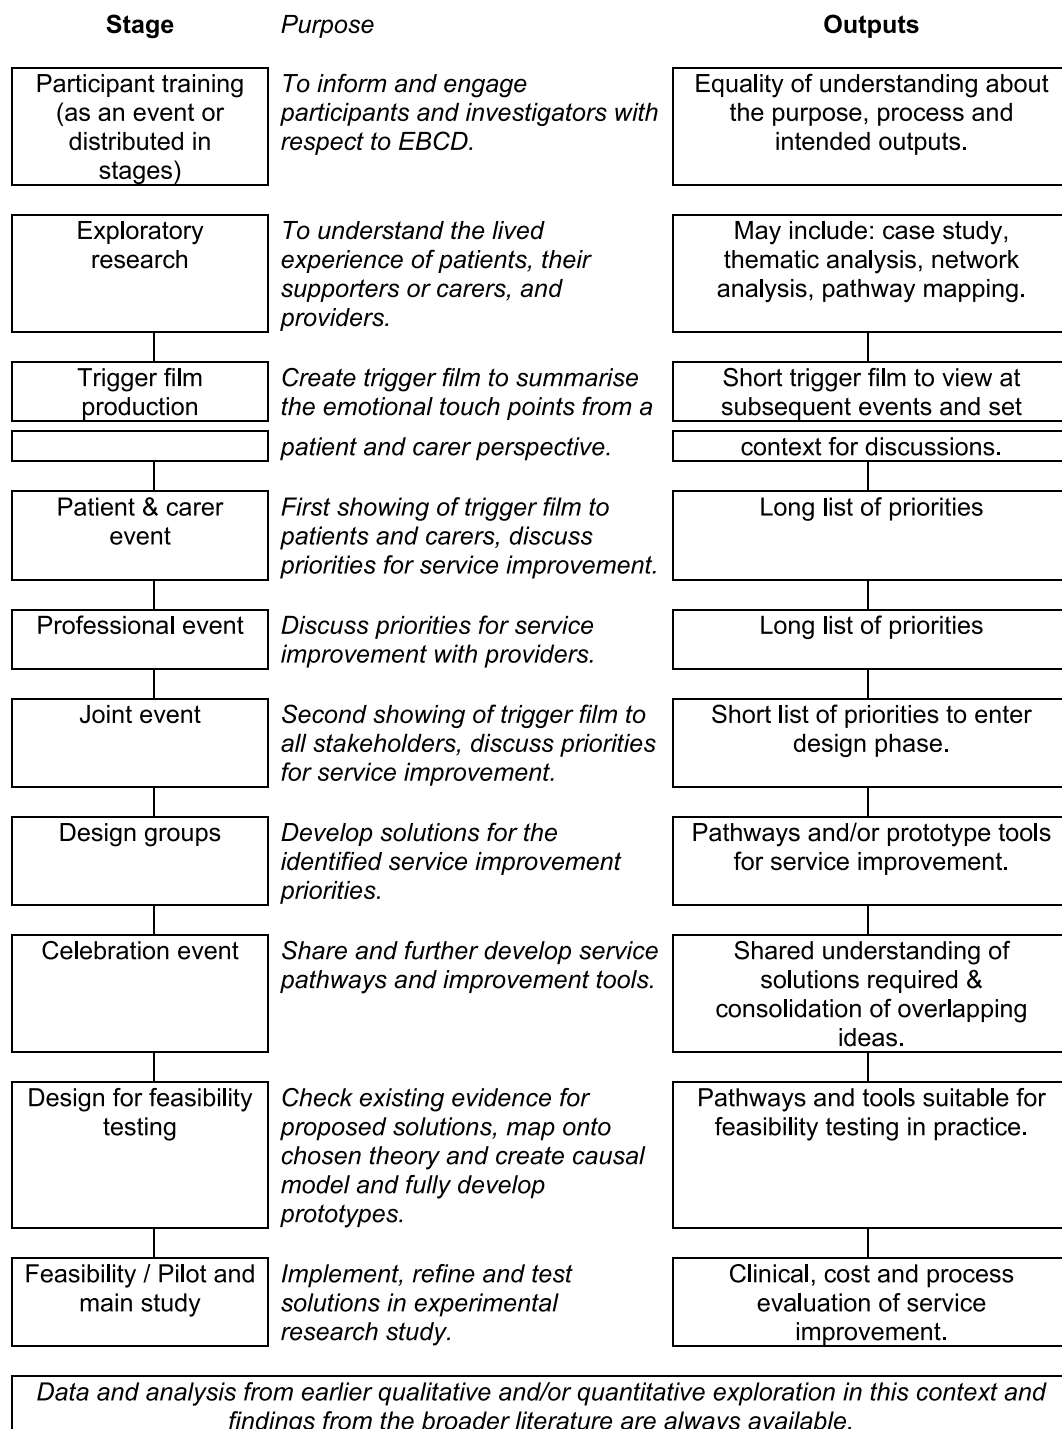 Stage Purpose Outputs
Participant training
(as an event or
distributed in
stages)
To inform and engage
participants and investigators with
respect to EBCD.
Equality of understanding about
the purpose, process and
intended outputs.
Exploratory
research
To understand the lived
experience of patients, their
supporters or carers, and
providers.
May include: case study,
thematic analysis, network
analysis, pathway mapping.
Trigger film
production
Create trigger film to summarise
the emotional touch points from a
patient and carer perspective.
Short trigger film to view at
subsequent events and set
context for discussions.
Patient & carer
event
First showing of trigger film to
patients and carers, discuss
priorities for service improvement.
Long list of priorities
Professional event
Discuss priorities for service
improvement with providers.
Long list of priorities
Joint event
Second showing of trigger film to
all stakeholders, discuss priorities
for service improvement.
Short list of priorities to enter
design phase.
Design groups
Develop solutions for the
identified service improvement
priorities.
Pathways and/or prototype tools
for service improvement.
Celebration event
Share and further develop service
pathways and improvement tools.
Shared understanding of
solutions required &
consolidation of overlapping
ideas.
Design for feasibility
testing
Check existing evidence for
proposed solutions, map onto
chosen theory and create causal
model and fully develop
prototypes.
Pathways and tools suitable for
feasibility testing in practice.
Feasibility / Pilot and
main study
Implement, refine and test
solutions in experimental
research study.
Clinical, cost and process
evaluation of service
improvement.
Data and analysis from earlier qualitative and/or quantitative exploration in this context and
findings from the broader literature are always available.